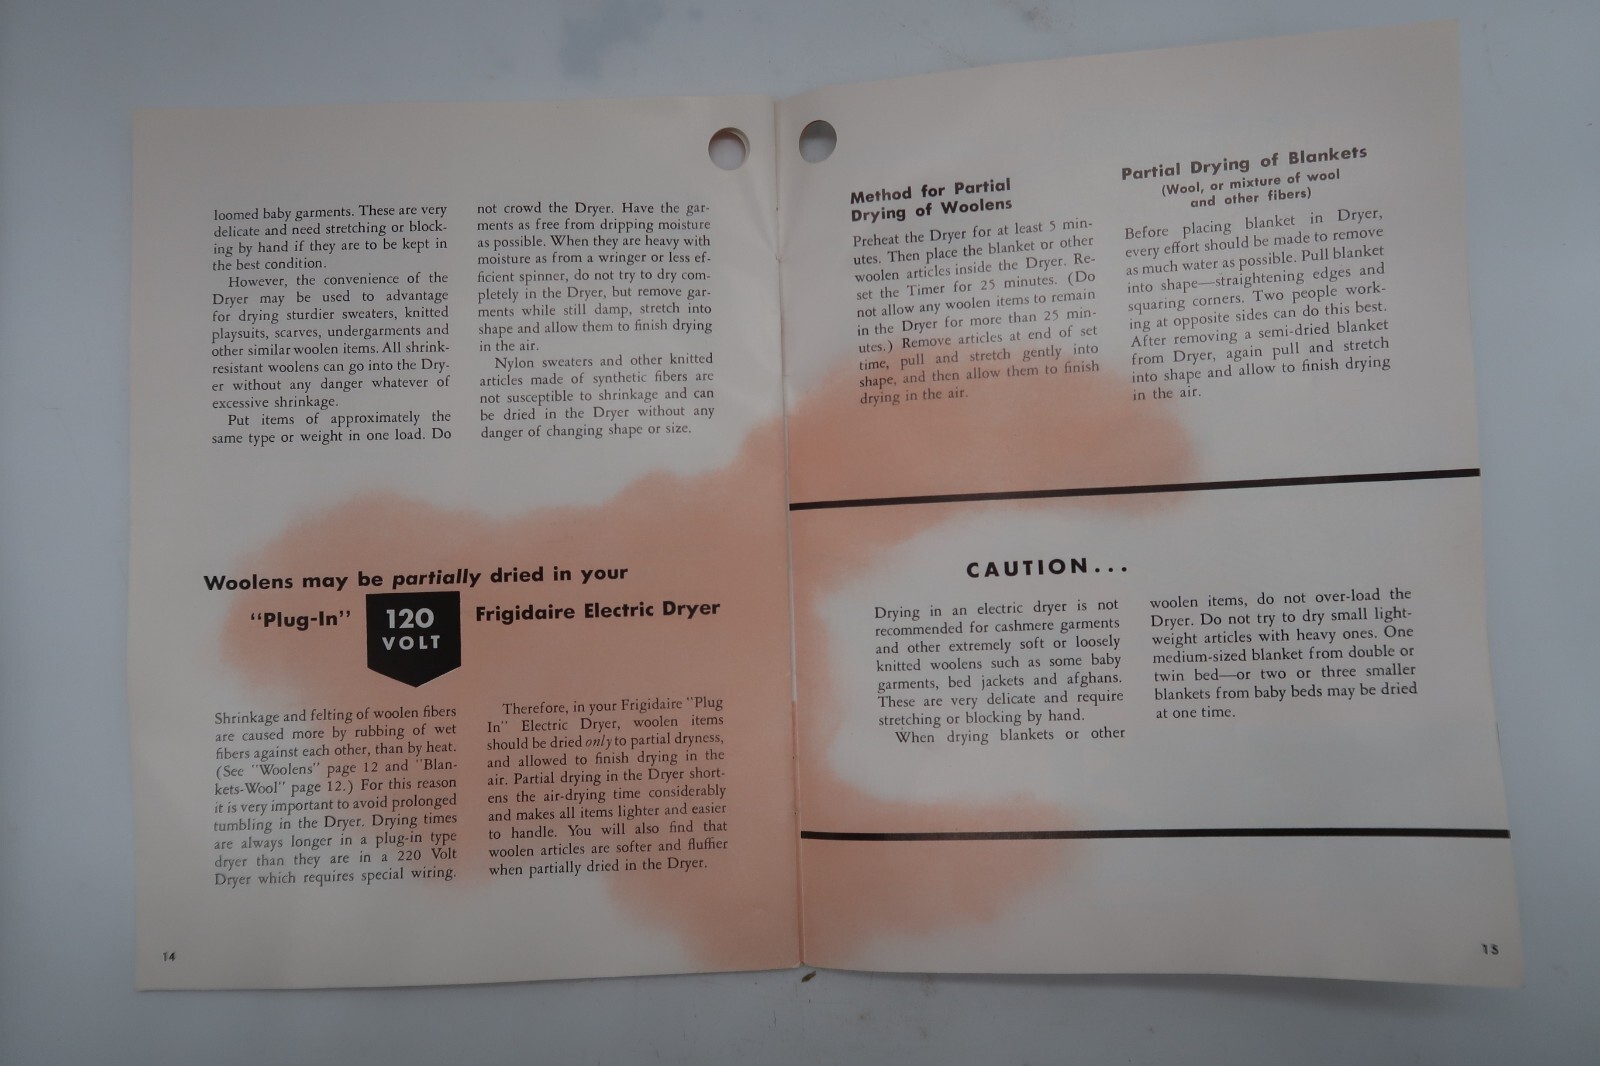 loomed baby garments. These are very
delicate and need stretching or block-
ing by hand if they are to be kept in
the best condition.
However, the convenience of the
Dryer may be used to advantage
for drying sturdier sweaters, knitted
playsuits, scarves, undergarments and
other similar woolen items. All shrink-
resistant woolens can go into the Dry-
er without any danger whatever of
excessive shrinkage.
Put items of approximately the
same type or weight in one load. Do
not crowd the Dryer. Have the gar-
ments as free from dripping moisture
as possible. When they are heavy with
moisture as from a wringer or less ef-
ficient spinner, do not try to dry com-
pletely in the Dryer, but remove gar-
ments while still damp, stretch into
shape and allow them to finish drying
in the air.
Nylon sweaters and other knitted
articles made of synthetic fibers are
not susceptible to shrinkage and can
be dried in the Dryer without any
danger of changing shape or size.
Woolens may be partially dried in your
"Plug-In" 120 VOLT Frigidaire Electric Dryer
Shrinkage and felting of woolen fibers
are caused more by rubbing of wet
fibers against each other, than by heat.
(See "Woolens" page 12 and "Blan-
kets-Wool" page 12.) For this reason
it is very important to avoid prolonged
tumbling in the Dryer. Drying times
are always longer in a plug-in type
dryer than they are in a 220 Volt
Dryer which requires special wiring.
Therefore, in your Frigidaire "Plug
In" Electric Dryer, woolen items
should be dried only to partial dryness,
and allowed to finish drying in the
air. Partial drying in the Dryer short-
ens the air-drying time considerably
and makes all items lighter and easier
to handle. You will also find that
woolen articles are softer and fluffier
when partially dried in the Dryer.
14
Method for Partial
Drying of Woolens
Preheat the Dryer for at least 5 min-
utes. Then place the blanket or other
woolen articles inside the Dryer. Re-
set the Timer for 25 minutes. (Do
not allow any woolen items to remain
in the Dryer for more than 25 min-
utes.) Remove articles at end of set
time, pull and stretch gently into
shape, and then allow them to finish
drying in the air.
Partial Drying of Blankets
(Wool, or mixture of wool
and other fibers)
Before placing blanket in Dryer,
every effort should be made to remove
as much water as possible. Pull blanket
into shape—straightening edges and
squaring corners. Two people work-
ing at opposite sides can do this best.
After removing a semi-dried blanket
from Dryer, again pull and stretch
into shape and allow to finish drying
in the air.
CAUTION...
Drying in an electric dryer is not
recommended for cashmere garments
and other extremely soft or loosely
knitted woolens such as some baby
garments, bed jackets and afghans.
These are very delicate and require
stretching or blocking by hand.
When drying blankets or other
woolen items, do not over-load the
Dryer. Do not try to dry small light-
weight articles with heavy ones. One
medium-sized blanket from double or
twin bed—or two or three smaller
blankets from baby beds may be dried
at one time.
15